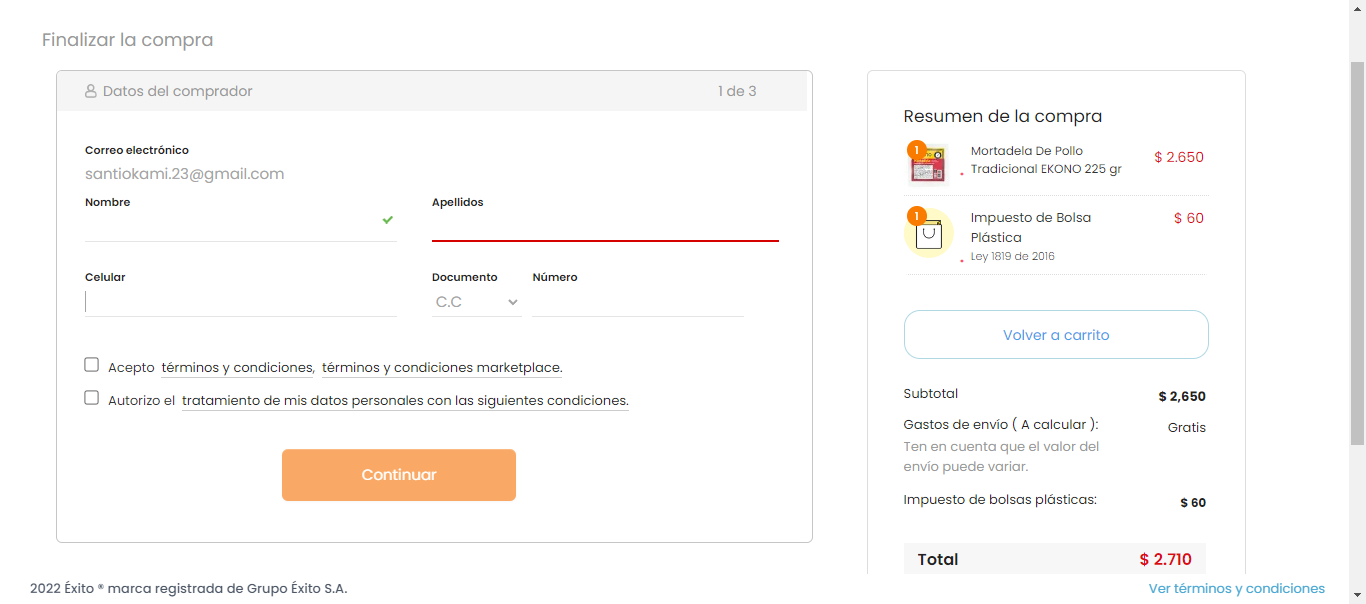 Finalizar la compra
Datos del comprador
1 de 3
Correo electrónico
santiokami.23@gmail.com
Nombre
Apellidos
Celular
Documento
Número
C.C
Acepto términos y condiciones, términos y condiciones marketplace.
Autorizo el tratamiento de mis datos personales con las siguientes condiciones.
Continuar
Resumen de la compra
1
Mortadela De Pollo
Tradicional EKONO 225 gr
$ 2.650
1
Impuesto de Bolsa
Plástica
Ley 1819 de 2016
$ 60
Volver a carrito
Subtotal
$ 2,650
Gastos de envío ( A calcular ):
Gratis
Ten en cuenta que el valor del
envío puede variar.
Impuesto de bolsas plásticas:
$ 60
Total
$ 2.710
2022 Éxito ® marca registrada de Grupo Éxito S.A.
Ver términos y condiciones